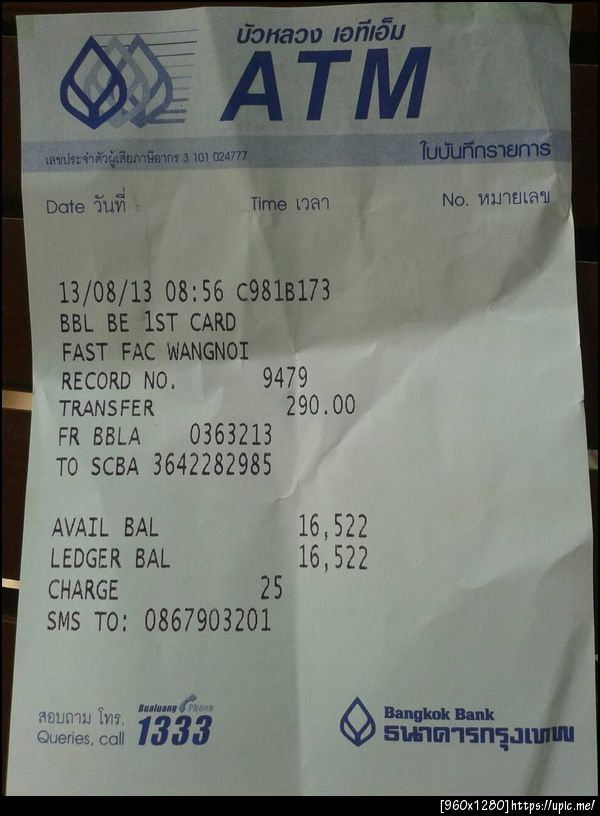 บัวหลวง เอทีเอ็ม
ATM
เลขประจำตัวผู้เสียภาษีอากร 3 101 024777 ใบบันทึกรายการ
Date วันที่ Time เวลา No. หมายเลข
13/08/13 08:56 C981B173
BBL BE 1ST CARD
FAST FAC WANGNOI
RECORD NO. 9479
TRANSFER 290.00
FR BBLA 0363213
TO SCBA 3642282985
AVAIL BAL 16,522
LEDGER BAL 16,522
CHARGE 25
SMS TO: 0867903201
สอบถาม โทร.
Queries, call
Bualuang Phone
1333
Bangkok Bank
ธนาคารกรุงเทพ
[960x1280]https://upic.me/